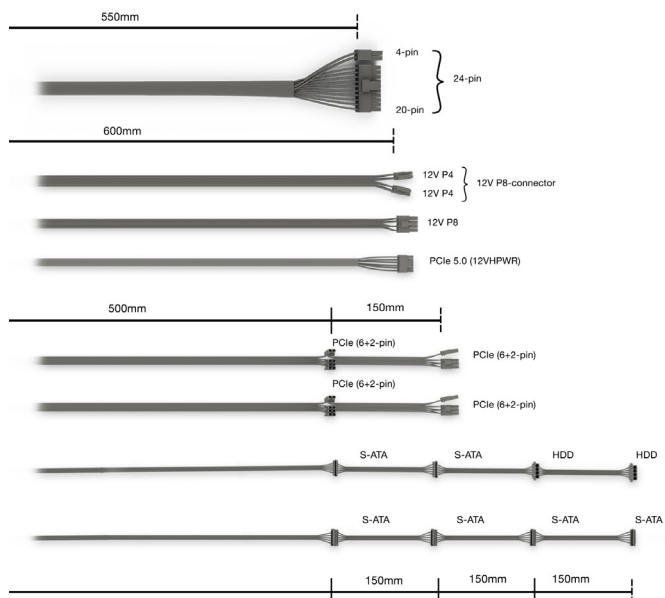 550mm
4-pin
24-pin
20-pin
600mm
12V P4
12V P4
12V P8-connector
12V P8
PCIe 5.0 (12VHPWR)
500mm
150mm
PCIe (6+2-pin)
PCIe (6+2-pin)
PCIe (6+2-pin)
PCIe (6+2-pin)
S-ATA
S-ATA
HDD
HDD
S-ATA
S-ATA
S-ATA
S-ATA
150mm
150mm
150mm